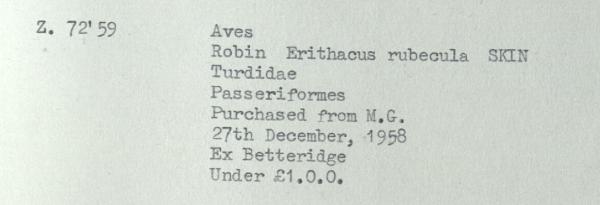 Z. 72'59 Aves
Robin Erithacus rubecula SKIN
Turdidae
Passeriformes
Purchased from M.G.
27th December, 1958
Ex Betteridge
Under £1.0.0.